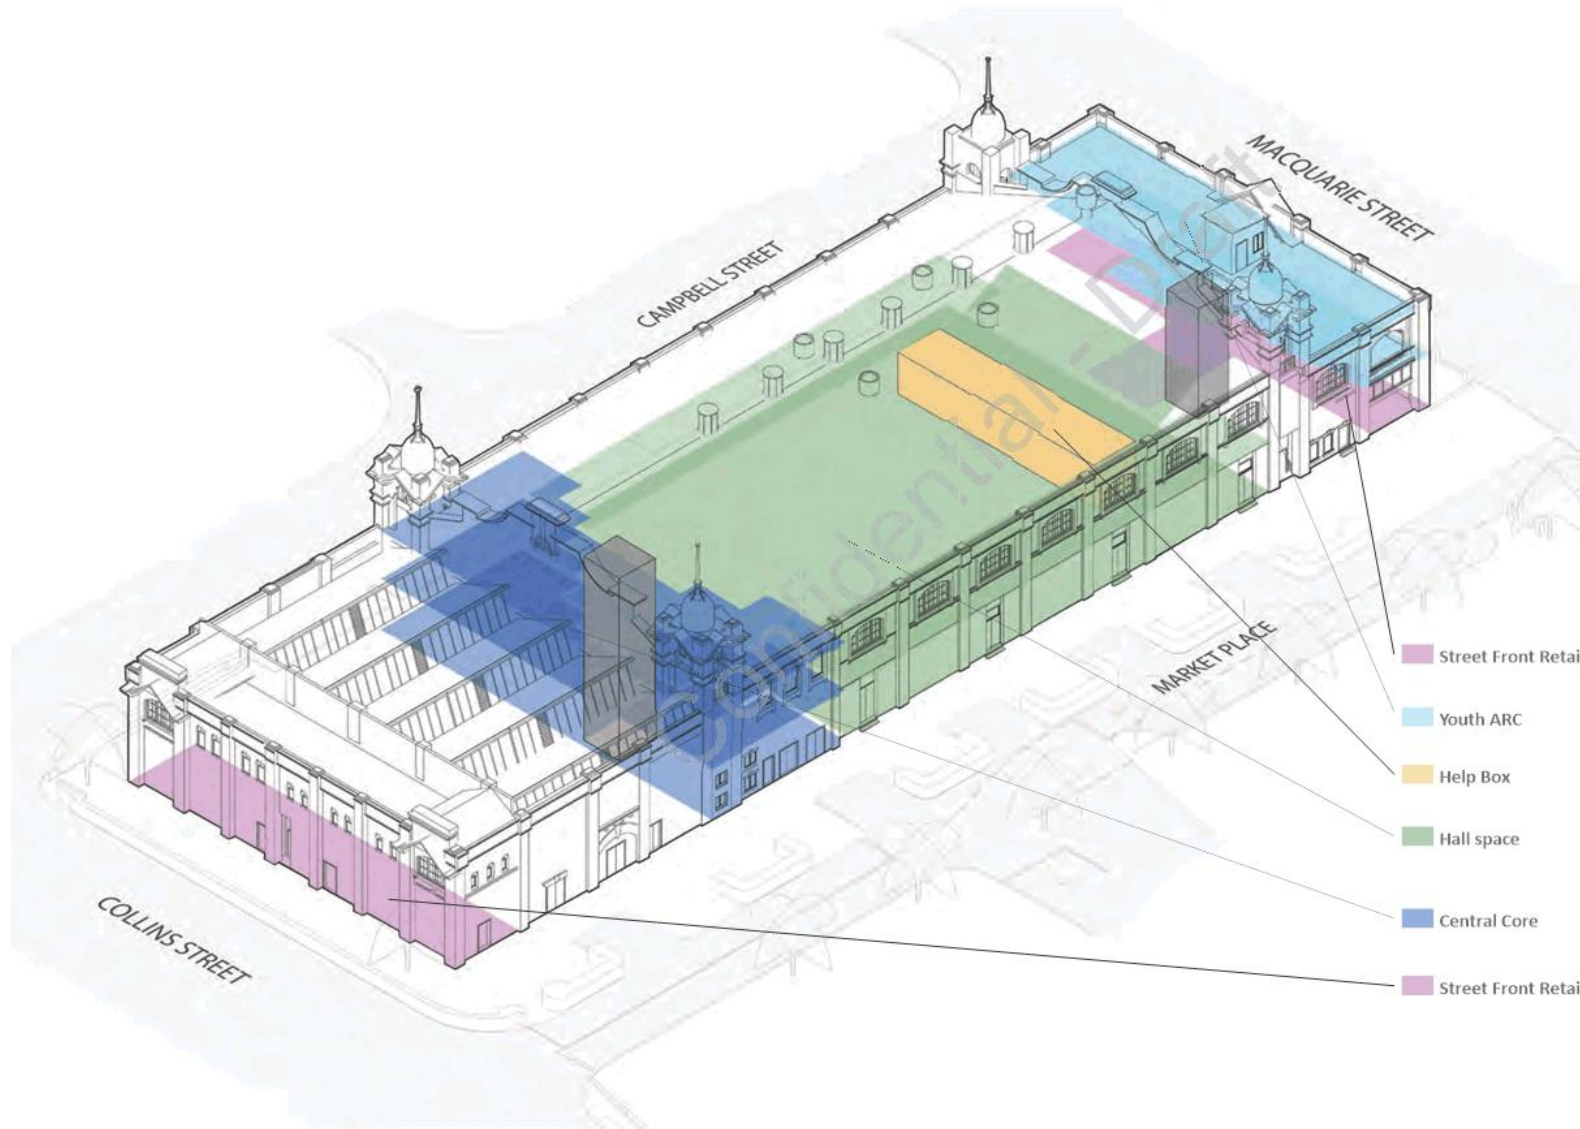 MACQUARIE STREET
CAMPBELL STREET
Confidential - Draft
MARKET PLACE
COLLINS STREET
Street Front Retai
Youth ARC
Help Box
Hall space
Central Core
Street Front Retai